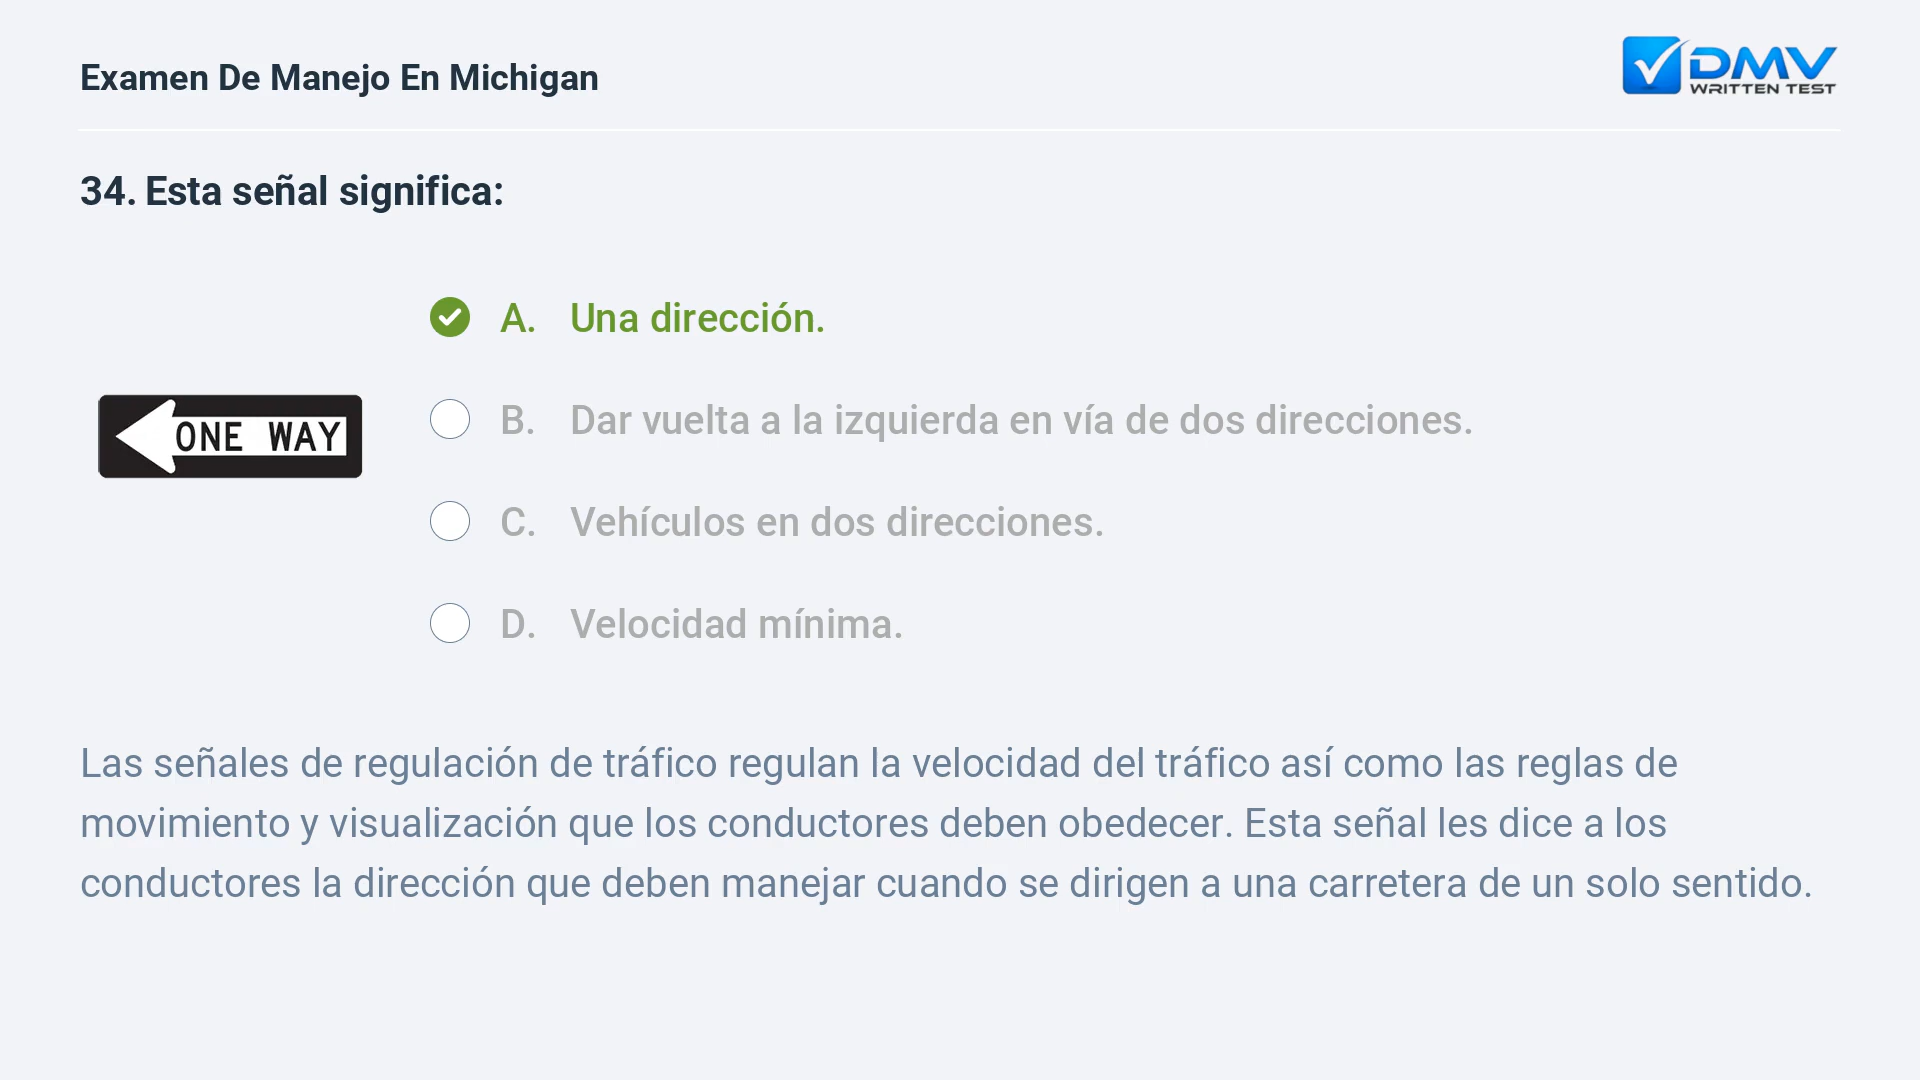 Examen De Manejo En Michigan
DMV
WRITTEN TEST
34. Esta señal significa:
A. Una dirección.
ONE WAY
B. Dar vuelta a la izquierda en vía de dos direcciones.
C. Vehículos en dos direcciones.
D. Velocidad mínima.
Las señales de regulación de tráfico regulan la velocidad del tráfico así como las reglas de
movimiento y visualización que los conductores deben obedecer. Esta señal les dice a los
conductores la dirección que deben manejar cuando se dirigen a una carretera de un solo sentido.